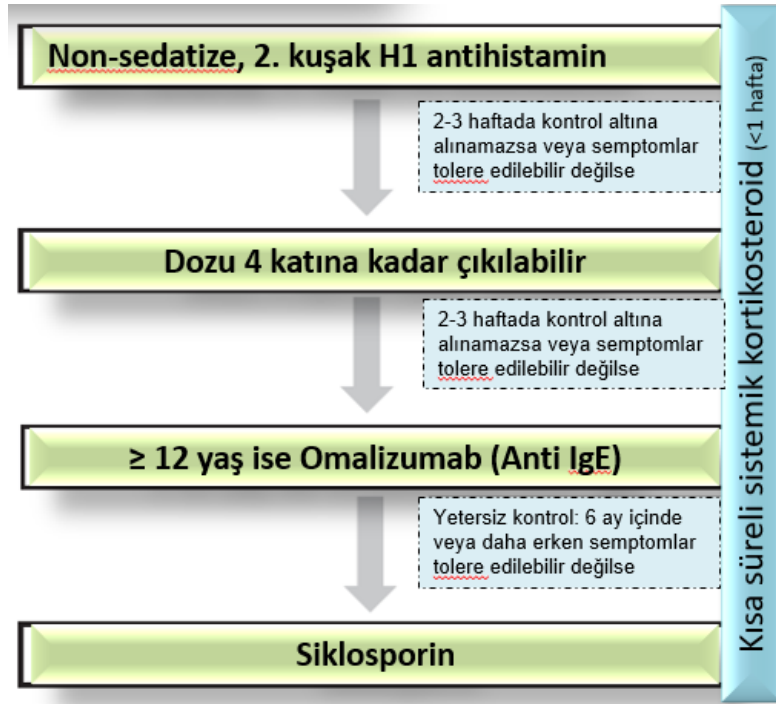 Non-sedatize, 2. kuşak H1 antihistamin
2-3 haftada kontrol altına
alınamazsa veya semptomlar
tolere edilebilir değilse
Dozu 4 katına kadar çıkılabilir
2-3 haftada kontrol altına
alınamazsa veya semptomlar
tolere edilebilir değilse
≥ 12 yaş ise Omalizumab (Anti IgE)
Yetersiz kontrol: 6 ay içinde
veya daha erken semptomlar
tolere edilebilir değilse
Siklosporin
Kısa süreli sistemik kortikosteroid (<1 hafta)